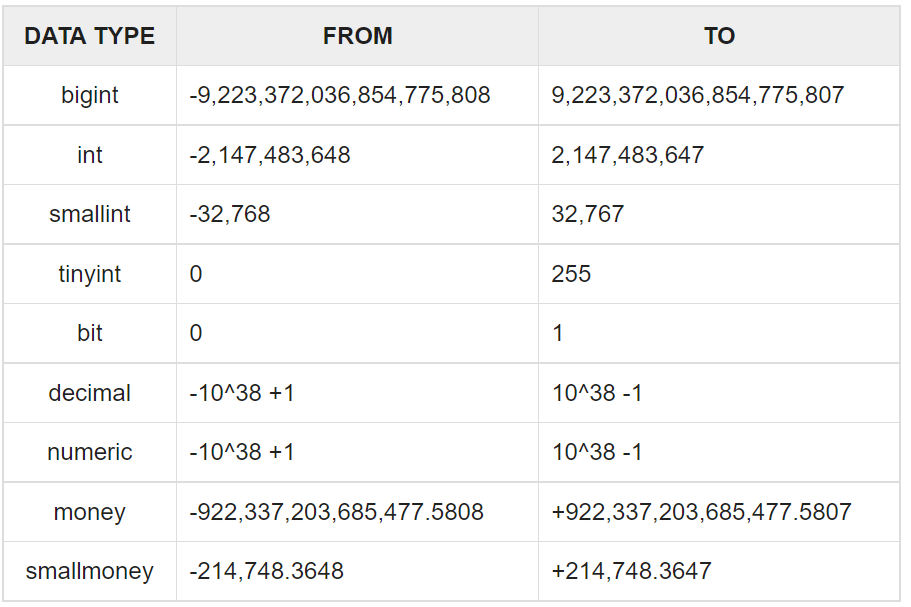 DATA TYPE FROM TO
bigint -9,223,372,036,854,775,808 9,223,372,036,854,775,807
int -2,147,483,648 2,147,483,647
smallint -32,768 32,767
tinyint 0 255
bit 0 1
decimal -10^38 +1 10^38 -1
numeric -10^38 +1 10^38 -1
money -922,337,203,685,477.5808 +922,337,203,685,477.5807
smallmoney -214,748.3648 +214,748.3647